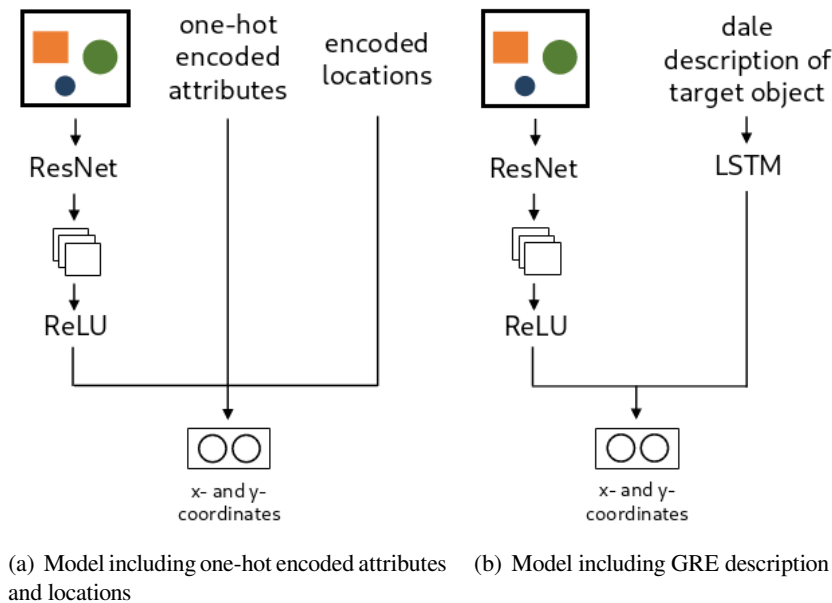 one-hot
encoded
attributes
encoded
locations
ResNet
ReLU
x- and y-
coordinates
(a) Model including one-hot encoded attributes
and locations
dale
description of
target object
ResNet
LSTM
ReLU
x- and y-
coordinates
(b) Model including GRE description